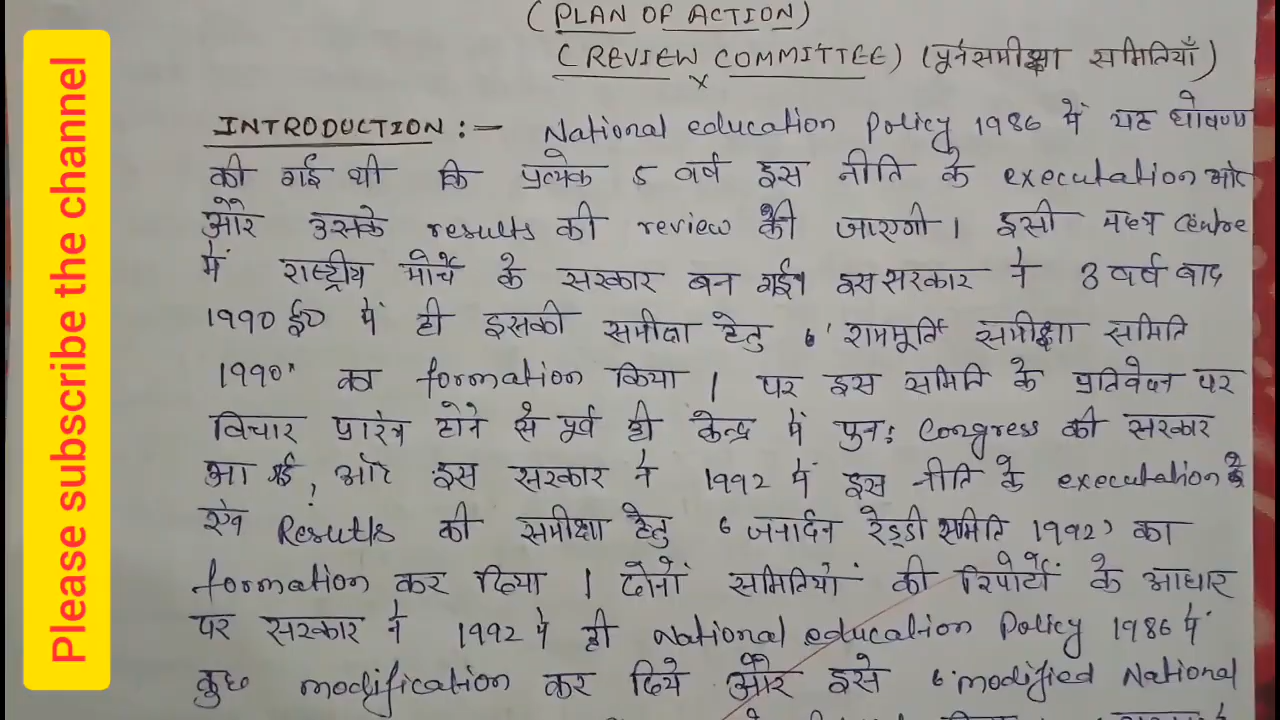 Please subscribe the channel
(PLAN OF ACTION)
(REVIEW COMMITTEE) (पुर्नसमीक्षा समितियाँ)
INTRODUCTION :— National education Policy 1986 में यह घोषणा
की गई थी कि प्रत्येक 5 वर्ष इस नीति के executation और
और उसके results की review की जाएगी। इसी मध्य centre
में राष्ट्रीय मोर्चे के सरकार बन गई। इस सरकार ने 3 वर्ष बाद
1990 ई० में ही इसकी समीक्षा हेतु 'राममूर्ति समीक्षा समिति
1990' का formation किया। पर इस समिति के प्रतिवेदन पर
विचार प्रारंभ होने से पूर्व ही केन्द्र में पुनः Congress की सरकार
आ गई, और इस सरकार ने 1992 में इस नीति के executation के
एवं Results की समीक्षा हेतु 'जनार्दन रेड्डी समिति 1992' का
formation कर दिया। दोनों समितियों की रिपोर्टों के आधार
पर सरकार ने 1992 में ही National education Policy 1986 में
कुछ modification कर दिये और इसे 'modified National